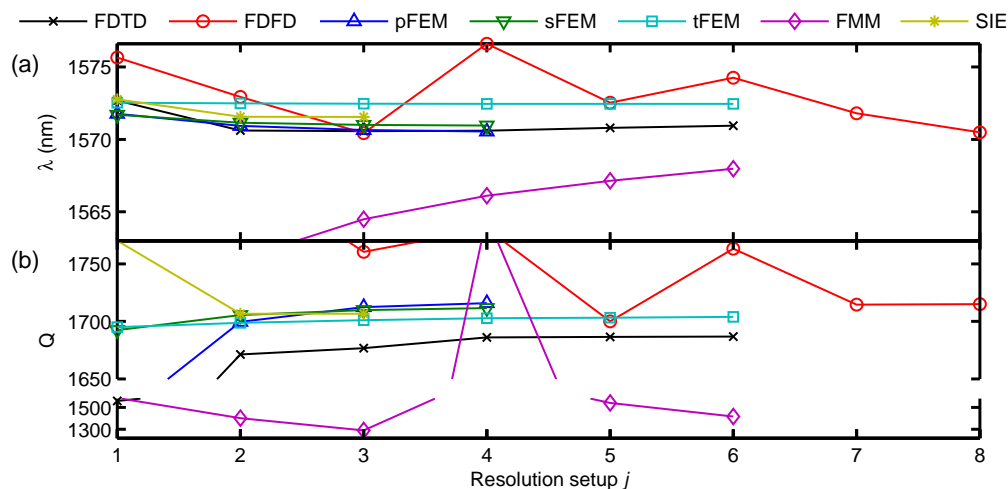 FDTD FDFD pFEM sFEM tFEM FMM SIE
(a)
1575
1570
1565
λ (nm)
(b)
1750
1700
1650
1500
1300
Q
1 2 3 4 5 6 7 8
Resolution setup j